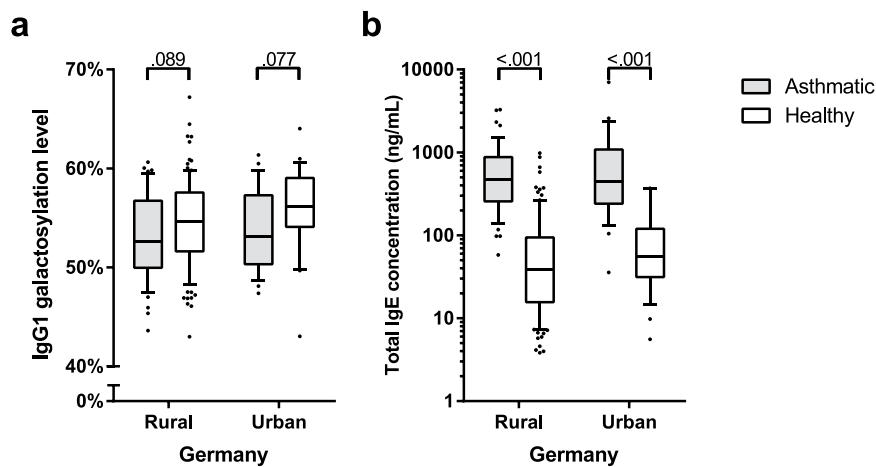 a
IgG1 galactosylation level
70%
60%
50%
40%
0%
.089
.077
Rural
Urban
Germany
b
Total IgE concentration (ng/mL)
10000
1000
100
10
1
<.001
<.001
Rural
Urban
Germany
Asthmatic
Healthy